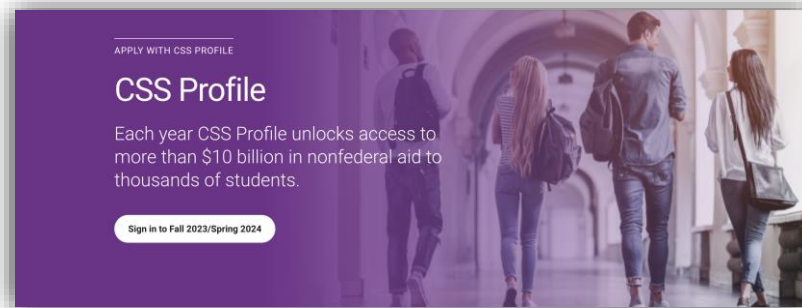 APPLY WITH CSS PROFILE
CSS Profile
Each year CSS Profile unlocks access to
more than $10 billion in nonfederal aid to
thousands of students.
Sign in to Fall 2023/Spring 2024